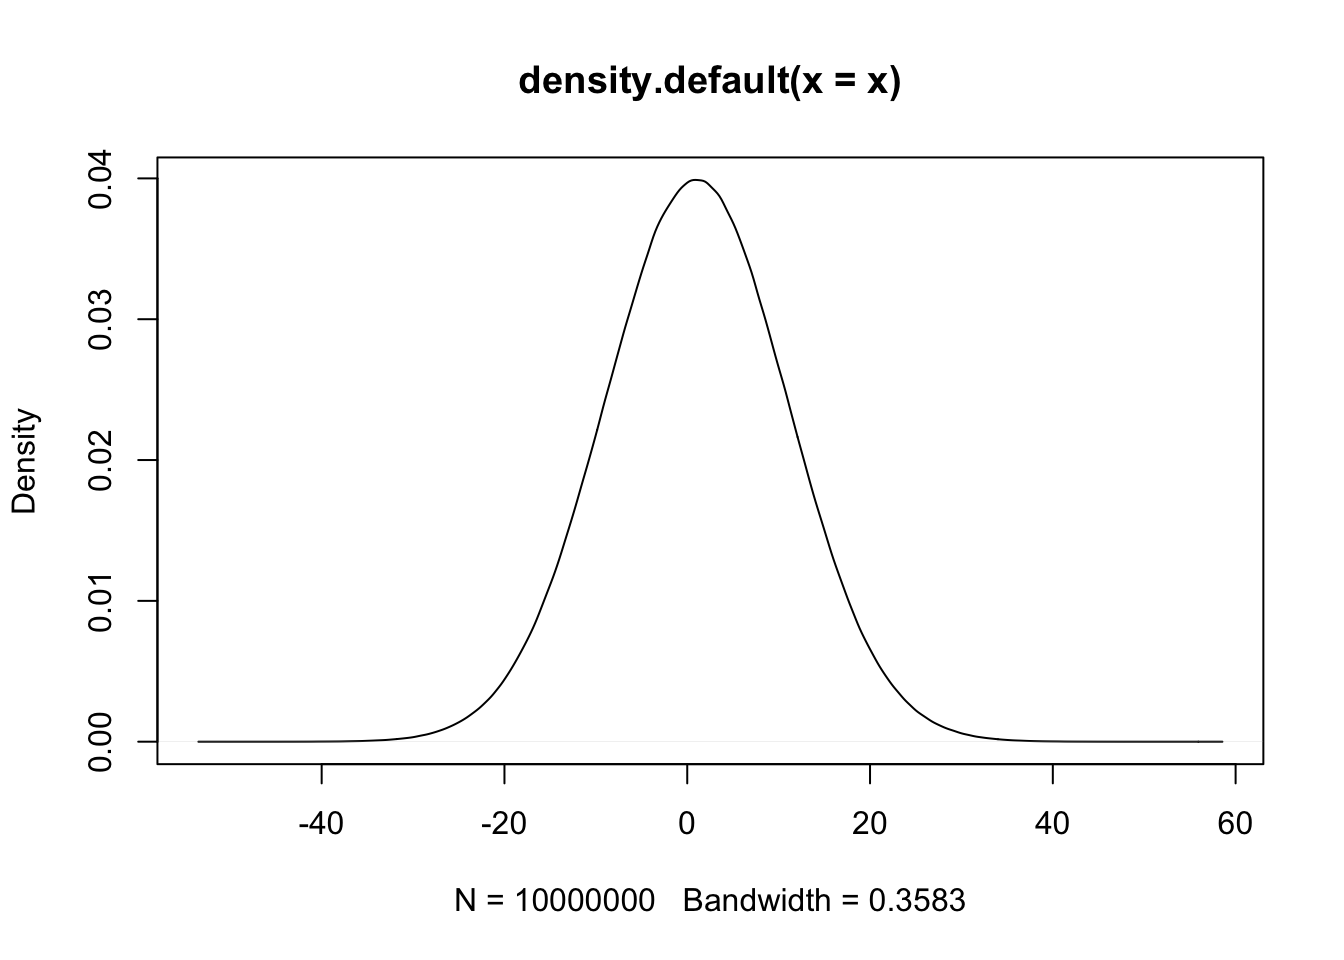 density.default(x = x)
Density
0.04
0.03
0.02
0.01
0.00
-40 -20 0 20 40 60
N = 10000000 Bandwidth = 0.3583